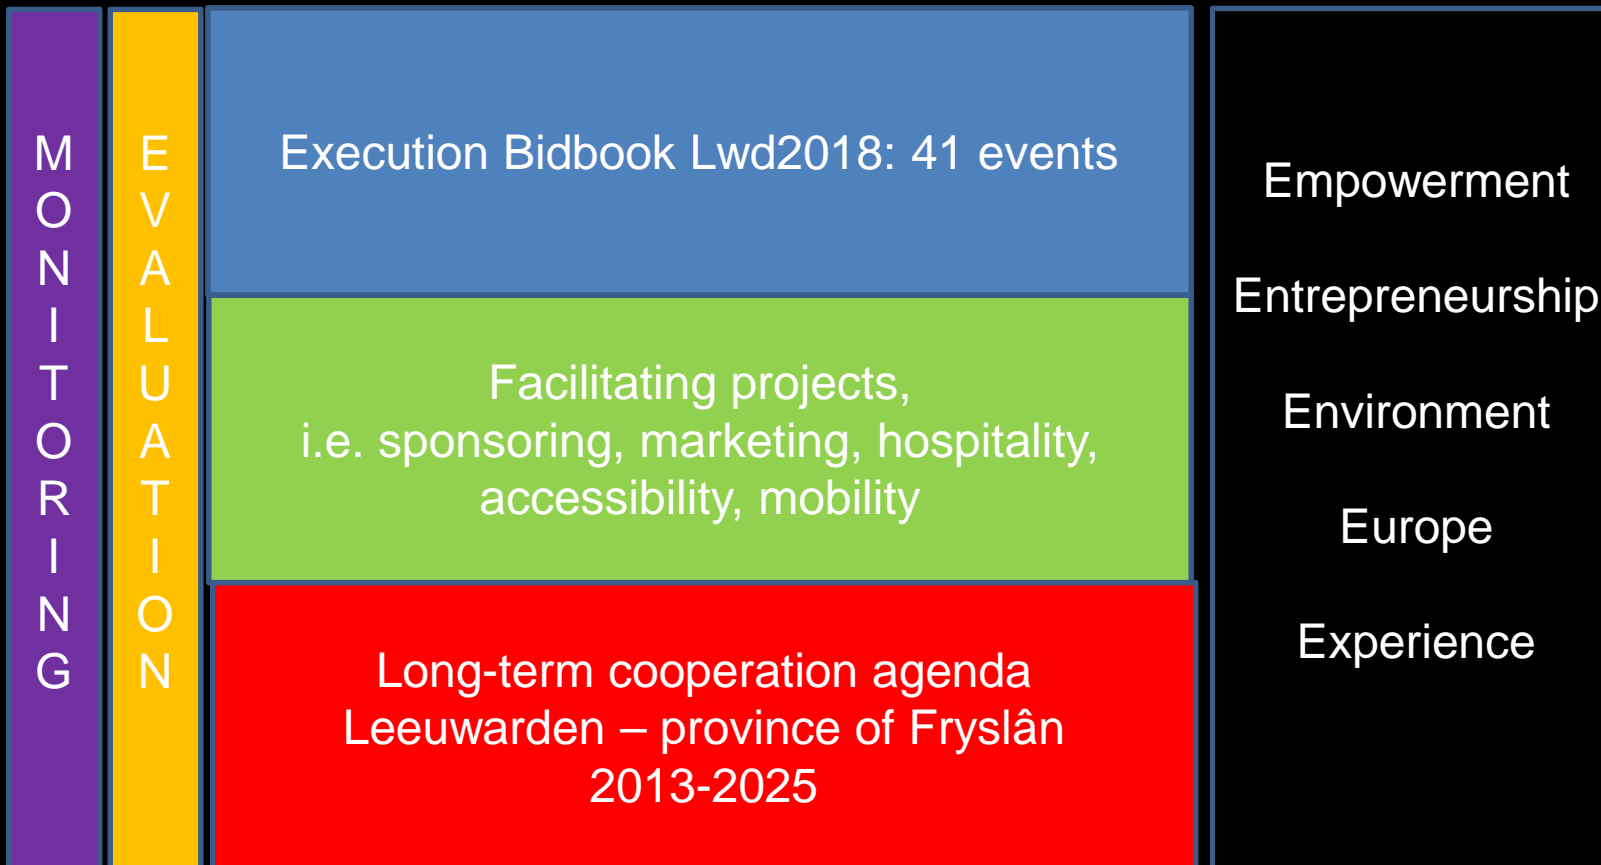 MONITORING
EVALUATION
Execution Bidbook Lwd2018: 41 events
Facilitating projects,
i.e. sponsoring, marketing, hospitality,
accessibility, mobility
Long-term cooperation agenda
Leeuwarden – province of Fryslân
2013-2025
Empowerment
Entrepreneurship
Environment
Europe
Experience